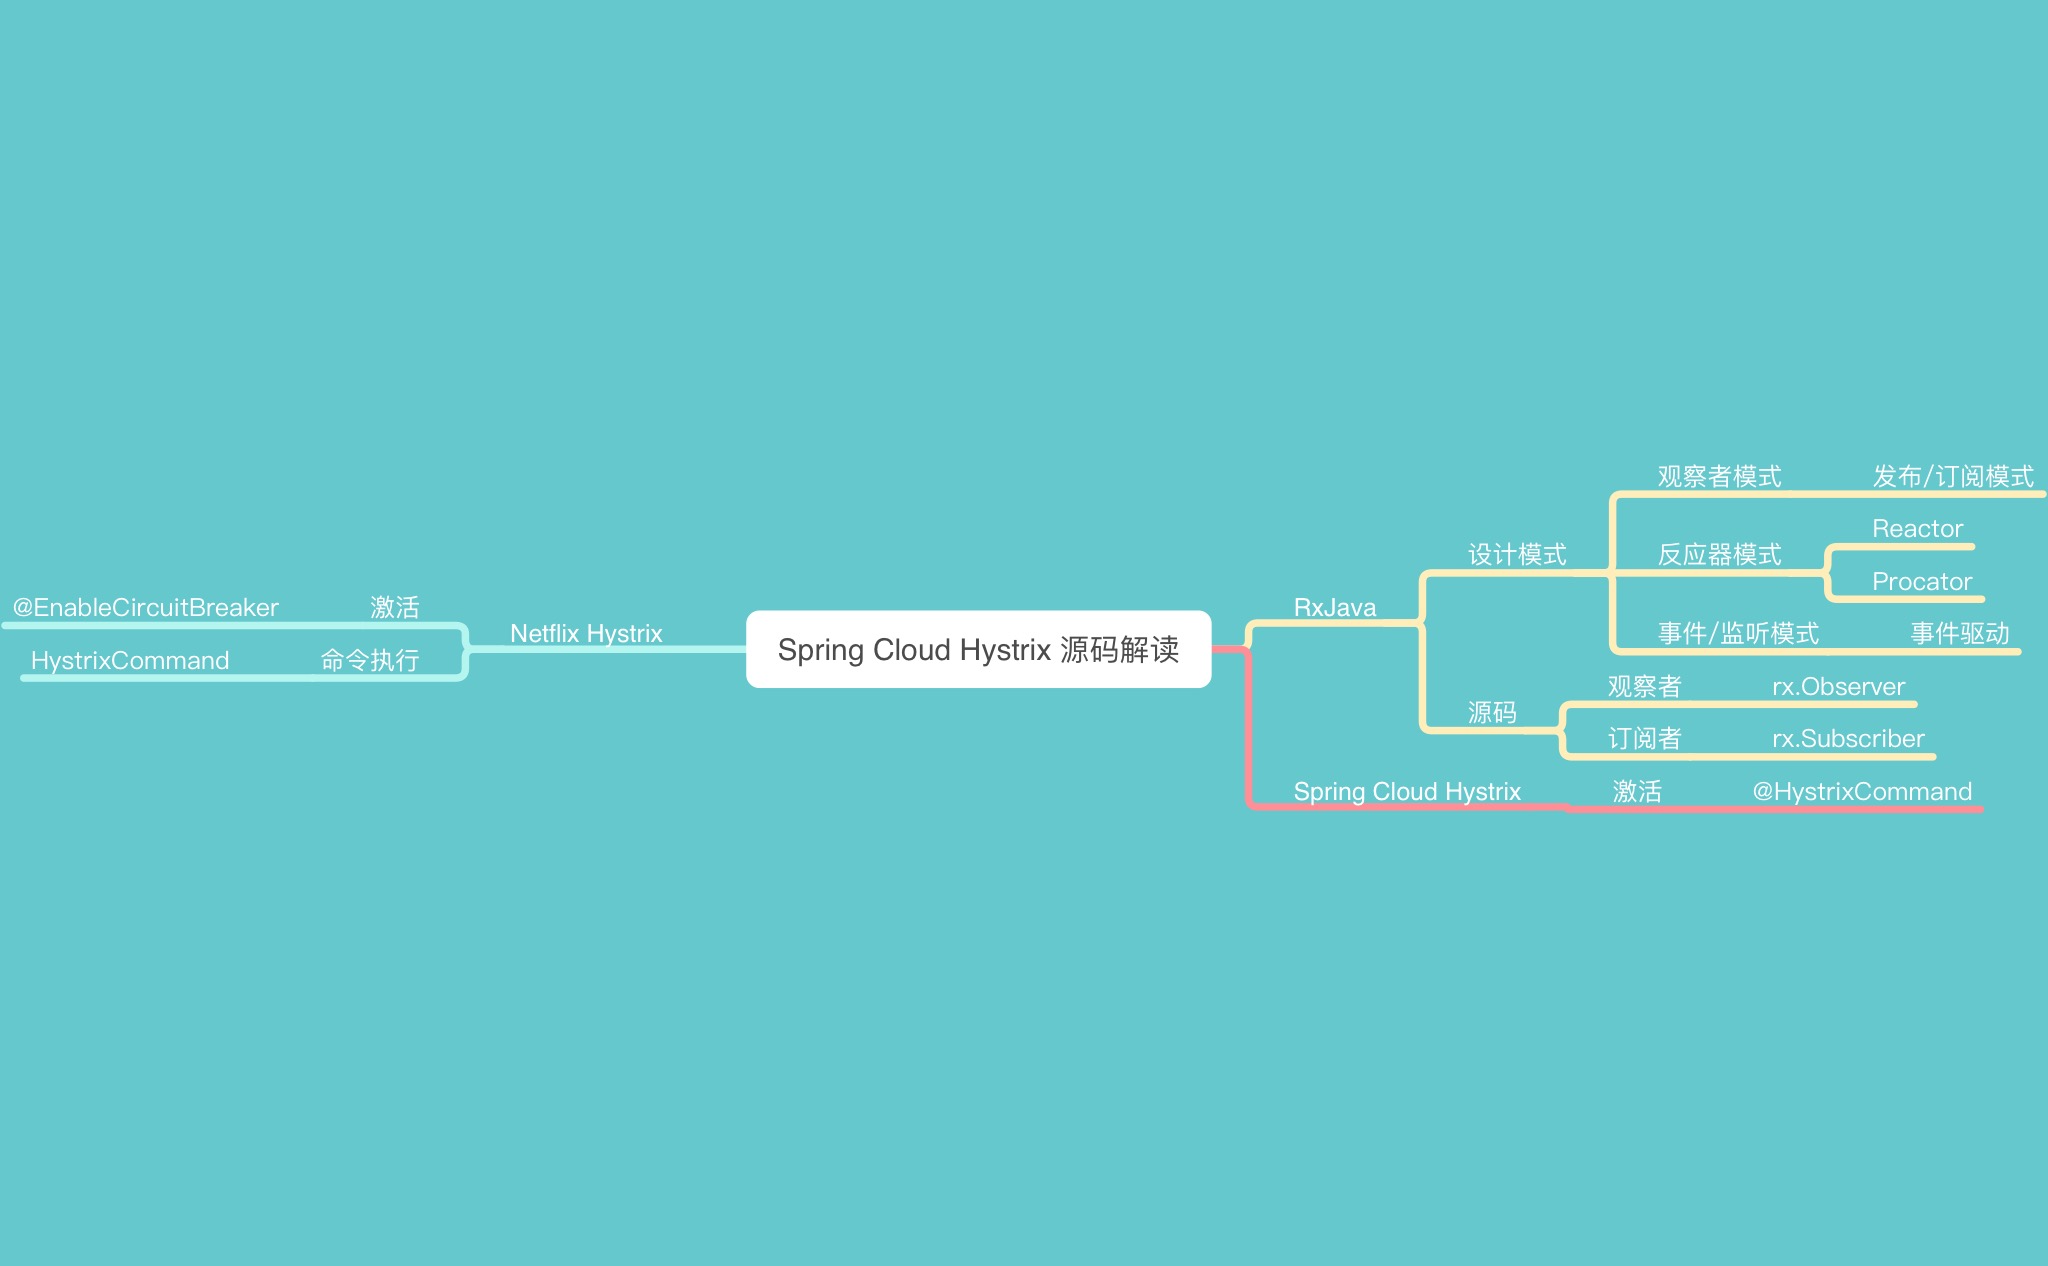 Spring Cloud Hystrix 源码解读
RxJava
设计模式
观察者模式
发布/订阅模式
反应器模式
Reactor
Procator
事件/监听模式
事件驱动
源码
观察者
rx.Observer
订阅者
rx.Subscriber
Spring Cloud Hystrix
激活
@HystrixCommand
Netflix Hystrix
激活
@EnableCircuitBreaker
命令执行
HystrixCommand